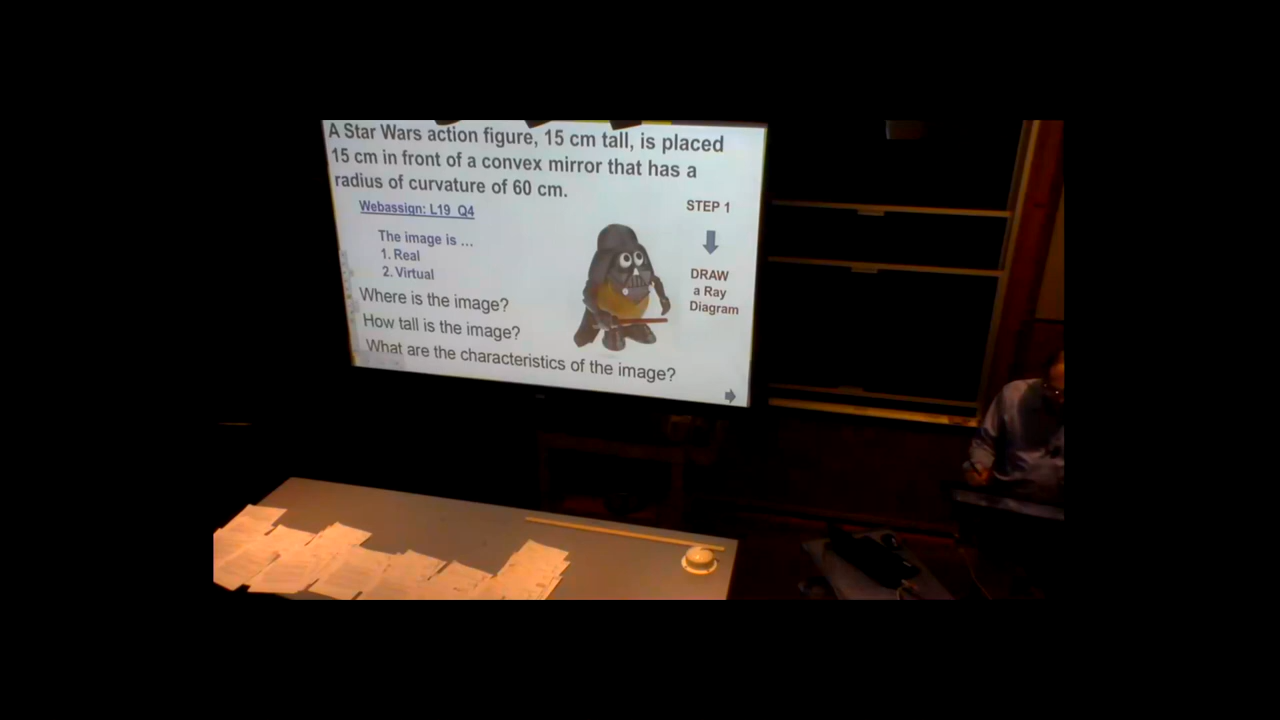 A Star Wars action figure, 15 cm tall, is placed
15 cm in front of a convex mirror that has a
radius of curvature of 60 cm.
Webassign: L19 Q4
The image is ...
1. Real
2. Virtual
Where is the image?
How tall is the image?
What are the characteristics of the image?
STEP 1
DRAW
a Ray
Diagram